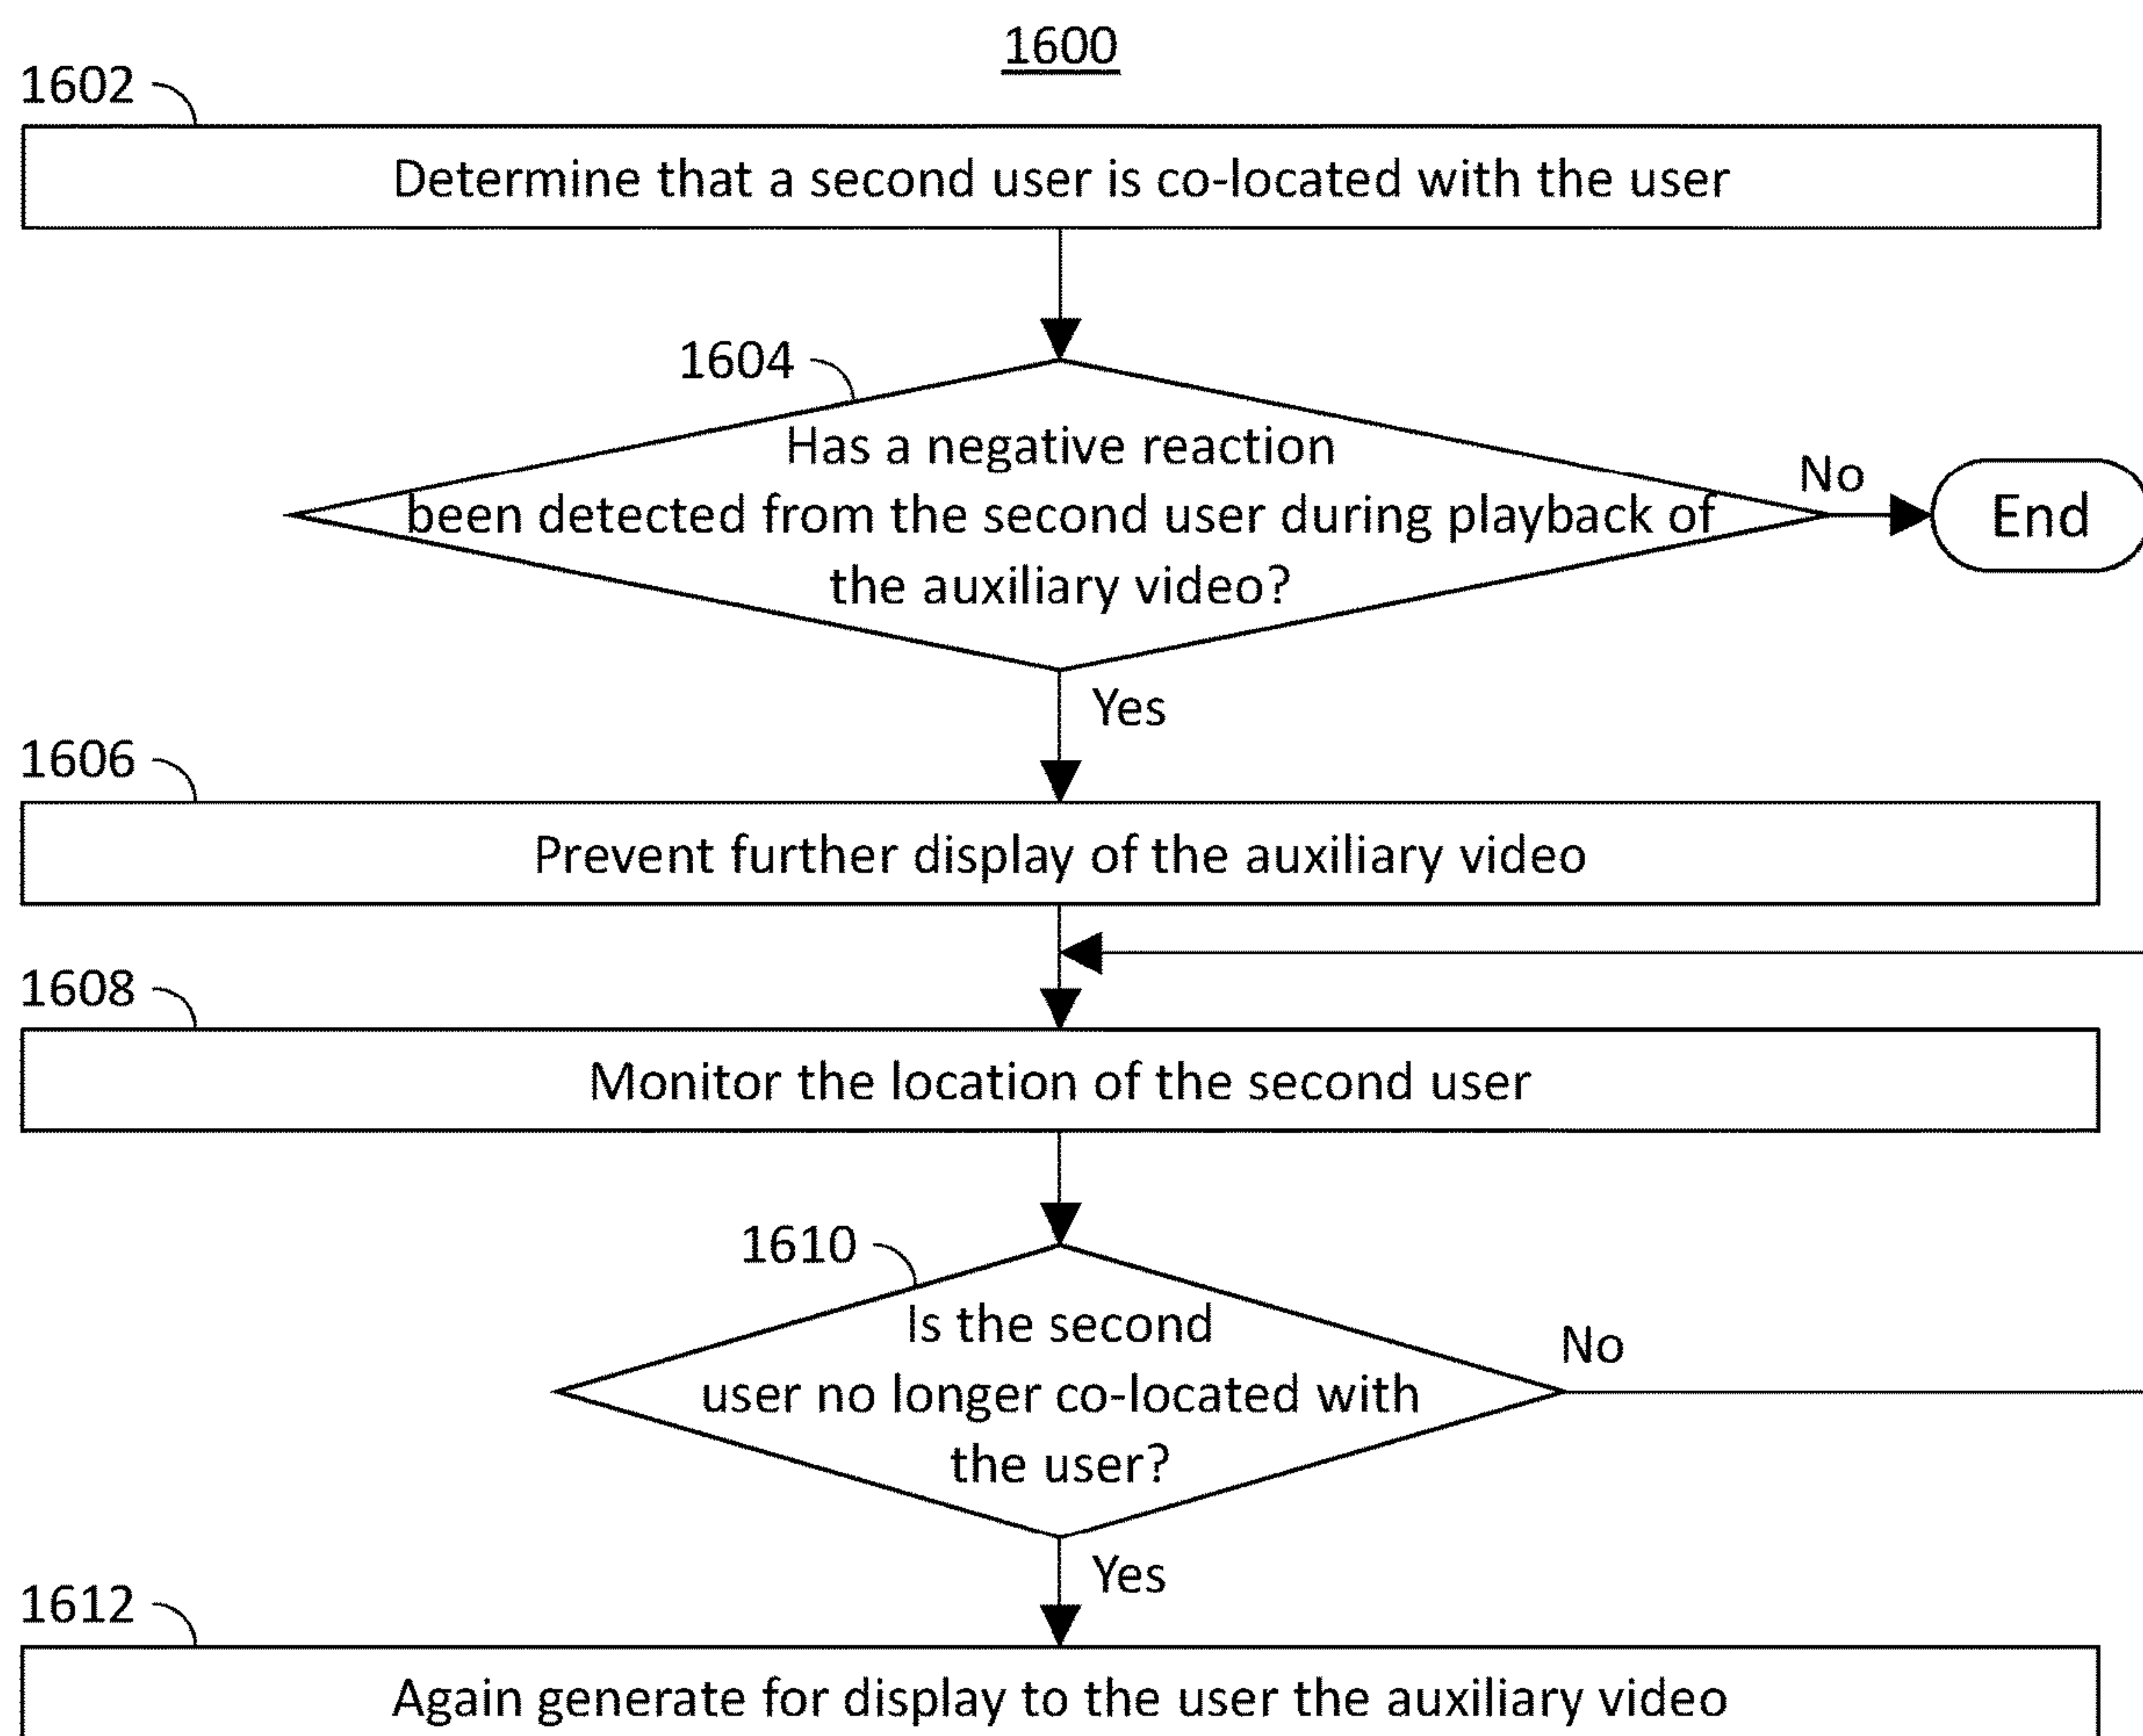 1600
1602
Determine that a second user is co-located with the user
1604
Has a negative reaction
been detected from the second user during playback of
the auxiliary video?
No
End
Yes
1606
Prevent further display of the auxiliary video
1608
Monitor the location of the second user
1610
Is the second
user no longer co-located with
the user?
No
Yes
1612
Again generate for display to the user the auxiliary video